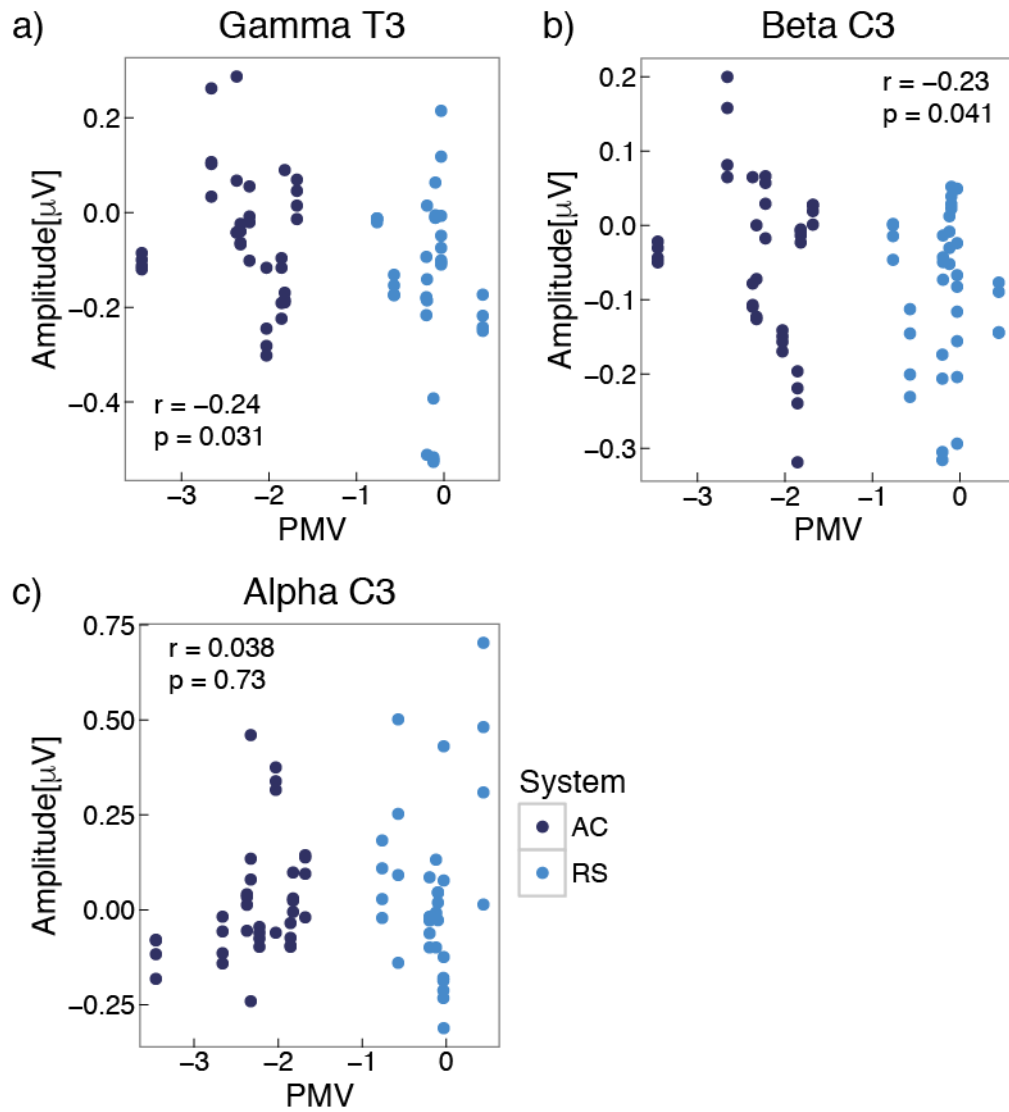 a) Gamma T3
Amplitude[μV]
0.2
0.0
−0.2
−0.4
r = −0.24
p = 0.031
−3 −2 −1 0
PMV
b) Beta C3
Amplitude[μV]
0.2
0.1
0.0
−0.1
−0.2
−0.3
r = −0.23
p = 0.041
−3 −2 −1 0
PMV
c) Alpha C3
Amplitude[μV]
0.75
0.50
0.25
0.00
−0.25
r = 0.038
p = 0.73
−3 −2 −1 0
PMV
System
AC
RS